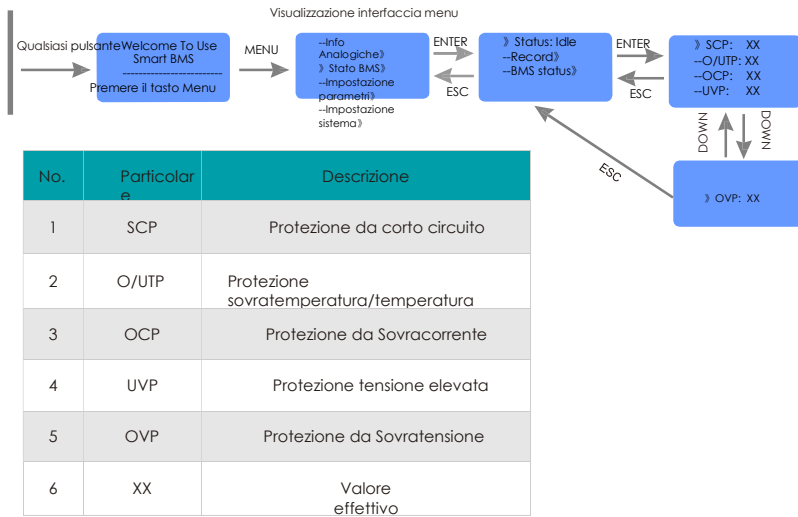 Visualizzazione interfaccia menu
Qualsiasi pulsante
Welcome To Use
Smart BMS
-------------------------
Premere il tasto Menu
MENU
--Info
Analogiche》
》Stato BMS》
--Impostazione
parametri》
--Impostazione
sistema》
ENTER
ESC
》Status: Idle
--Record》
--BMS status》
ENTER
ESC
》SCP: XX
--O/UTP: XX
--OCP: XX
--UVP: XX
DOWN
DOWN
ESC
》OVP: XX
No. Particolar
e Descrizione
1 SCP Protezione da corto circuito
2 O/UTP Protezione
sovratemperatura/temperatura
3 OCP Protezione da Sovracorrente
4 UVP Protezione tensione elevata
5 OVP Protezione da Sovratensione
6 XX Valore
effettivo